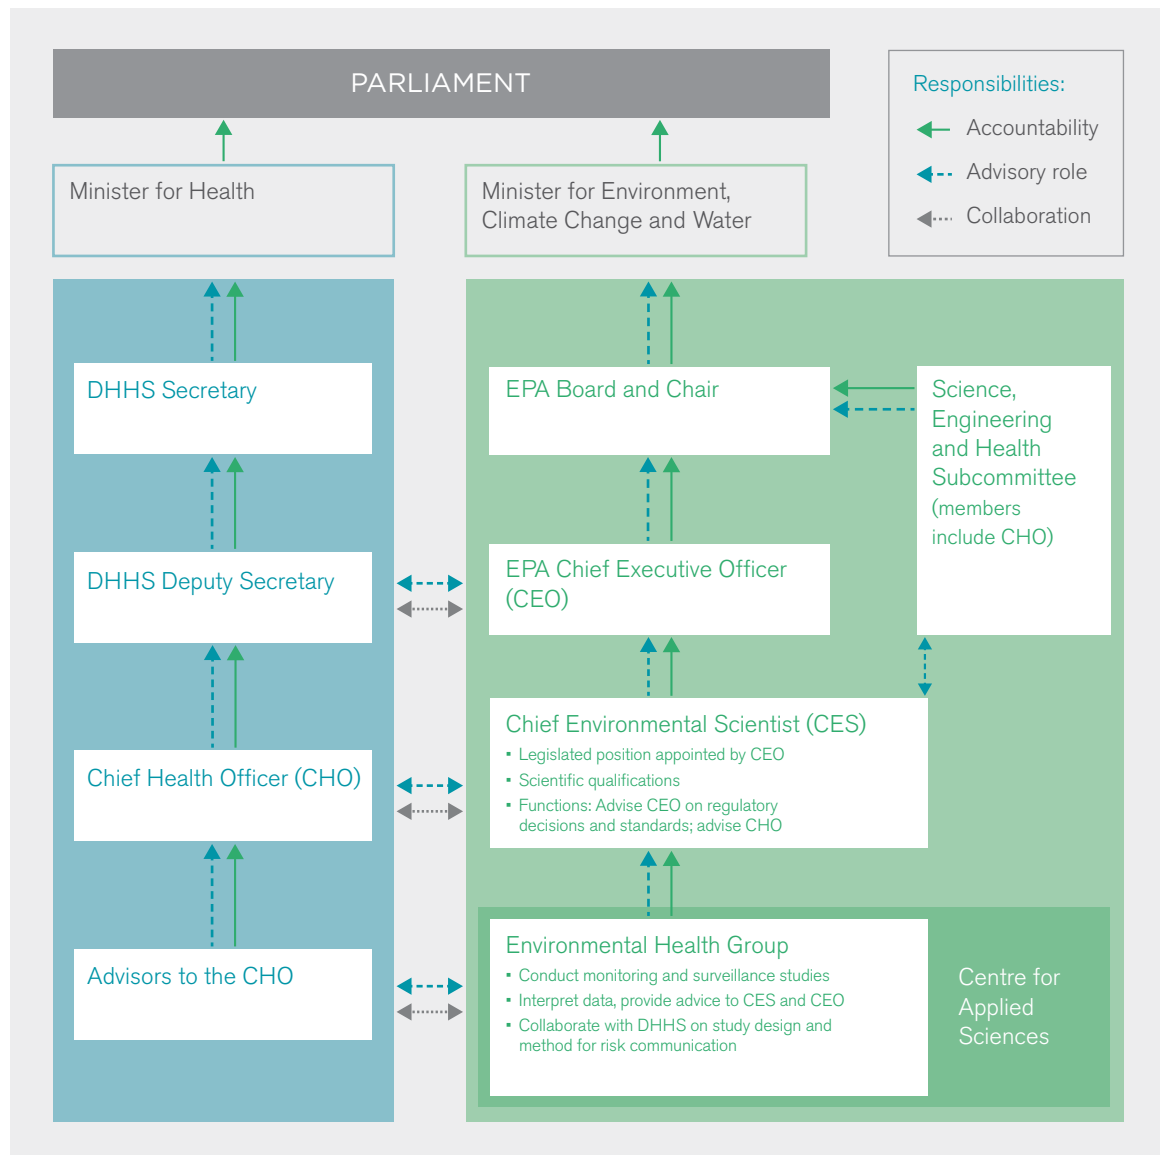 PARLIAMENT
Responsibilities:
Accountability
Advisory role
Collaboration
Minister for Health
Minister for Environment,
Climate Change and Water
DHHS Secretary
EPA Board and Chair
Science,
Engineering
and Health
Subcommittee
(members
include CHO)
DHHS Deputy Secretary
EPA Chief Executive Officer
(CEO)
Chief Health Officer (CHO)
Chief Environmental Scientist (CES)
▪ Legislated position appointed by CEO
▪ Scientific qualifications
▪ Functions: Advise CEO on regulatory
decisions and standards; advise CHO
Advisors to the CHO
Environmental Health Group
▪ Conduct monitoring and surveillance studies
▪ Interpret data, provide advice to CES and CEO
▪ Collaborate with DHHS on study design and
method for risk communication
Centre for
Applied
Sciences